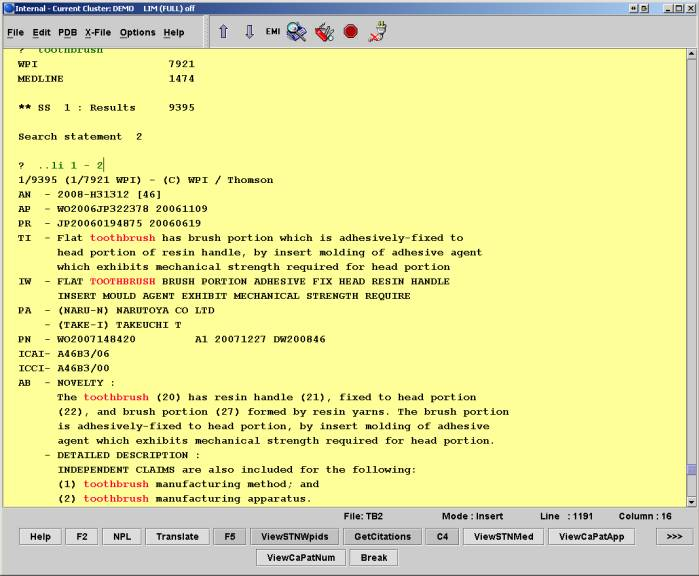 Internal - Current Cluster: DEMO LIM (FULL) off
File Edit PDB X-File Options Help EMI
? toothbrush
WPI 7921
MEDLINE 1474
** SS 1 : Results 9395
Search statement 2
? ..li 1 - 2
1/9395 (1/7921 WPI) - (C) WPI / Thomson
AN - 2008-H31312 [46]
AP - WO2006JP322378 20061109
PR - JP20060194875 20060619
TI - Flat toothbrush has brush portion which is adhesively-fixed to
head portion of resin handle, by insert molding of adhesive agent
which exhibits mechanical strength required for head portion
IW - FLAT TOOTHBRUSH BRUSH PORTION ADHESIVE FIX HEAD RESIN HANDLE
INSERT MOULD AGENT EXHIBIT MECHANICAL STRENGTH REQUIRE
PA - (NARU-N) NARUTOYA CO LTD
- (TAKE-I) TAKEUCHI T
PN - WO2007148420 A1 20071227 DW200846
ICAI- A46B3/06
ICCI- A46B3/00
AB - NOVELTY :
The toothbrush (20) has resin handle (21), fixed to head portion
(22), and brush portion (27) formed by resin yarns. The brush portion
is adhesively-fixed to head portion, by insert molding of adhesive
agent which exhibits mechanical strength required for head portion.
- DETAILED DESCRIPTION :
INDEPENDENT CLAIMS are also included for the following:
(1) toothbrush manufacturing method; and
(2) toothbrush manufacturing apparatus.
File: TB2 Mode : Insert Line : 1191 Column : 16
Help F2 NPL Translate F5 ViewSTNWpids GetCitations C4 ViewSTNMed ViewCaPatApp >>>
ViewCaPatNum Break